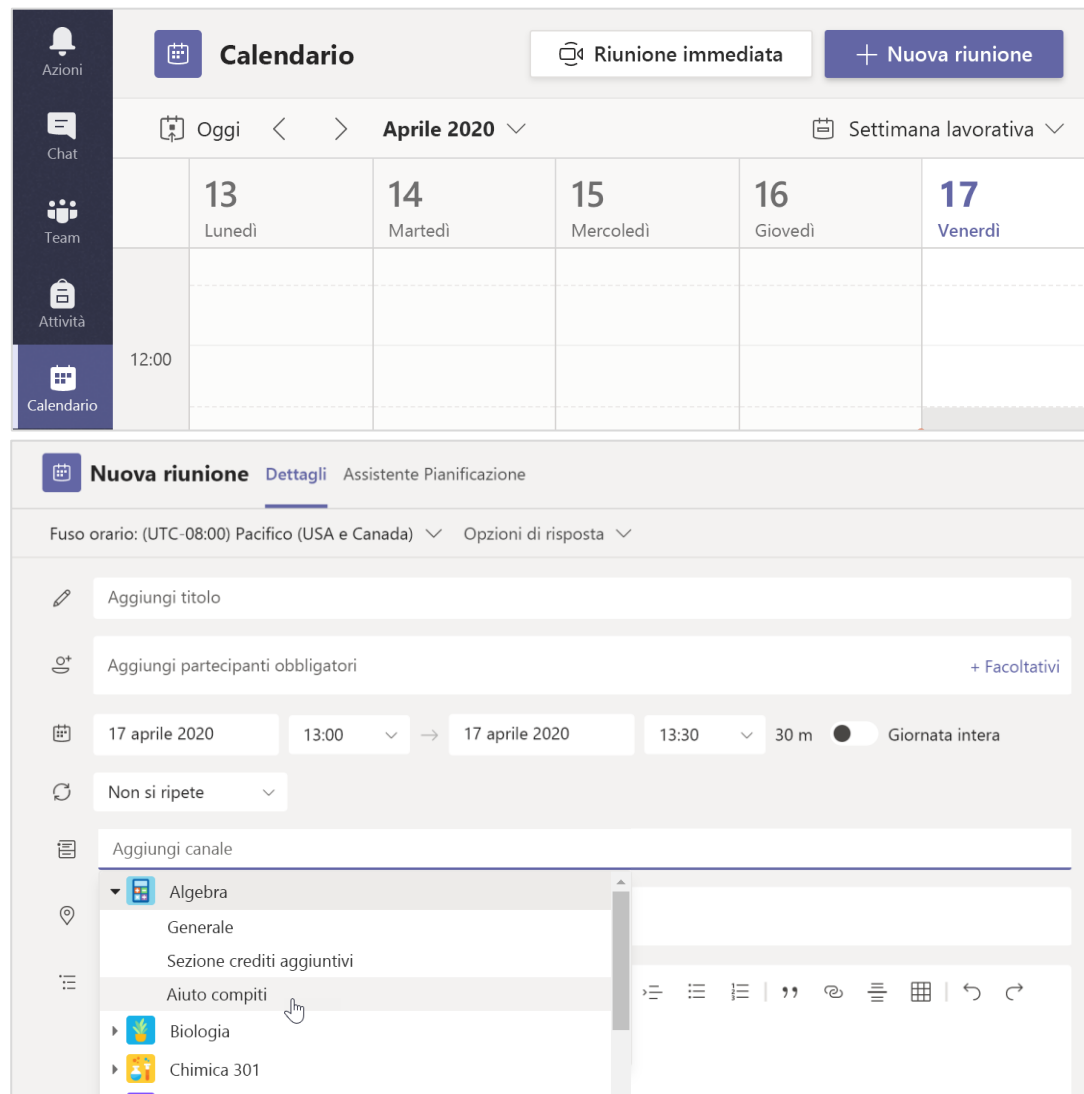 Azioni
Chat
Team
Attività
Calendario
Calendario
Riunione immediata
Nuova riunione
Oggi
Aprile 2020
Settimana lavorativa
13
Lunedì
14
Martedì
15
Mercoledì
16
Giovedì
17
Venerdì
12:00
Nuova riunione Dettagli Assistente Pianificazione
Fuso orario: (UTC-08:00) Pacifico (USA e Canada) Opzioni di risposta
Aggiungi titolo
Aggiungi partecipanti obbligatori + Facoltativi
17 aprile 2020 13:00 → 17 aprile 2020 13:30 30 m Giornata intera
Non si ripete
Aggiungi canale
Algebra
Generale
Sezione crediti aggiuntivi
Aiuto compiti
Biologia
Chimica 301